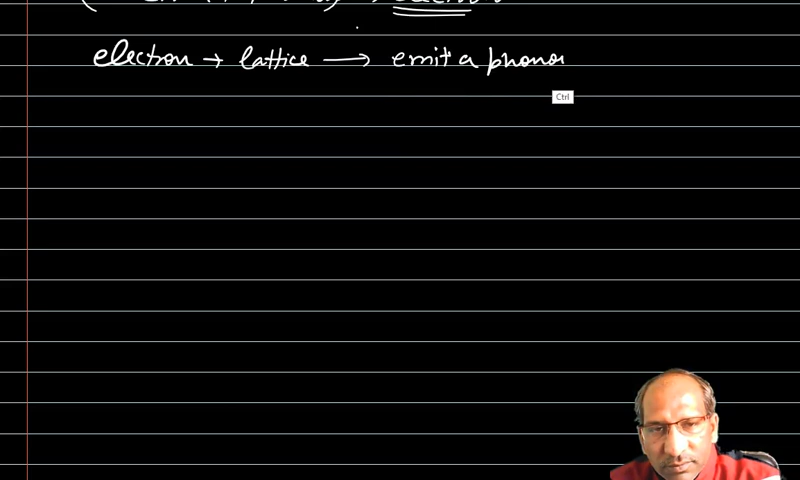 electron → lattice ⟶ emit a phonon
Ctrl